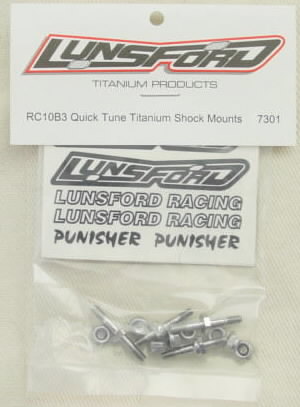 LUNSFORD
TITANIUM PRODUCTS
RC10B3 Quick Tune Titanium Shock Mounts 7301
LUNSFORD
LUNSFORD RACING
LUNSFORD RACING
PUNISHER PUNISHER